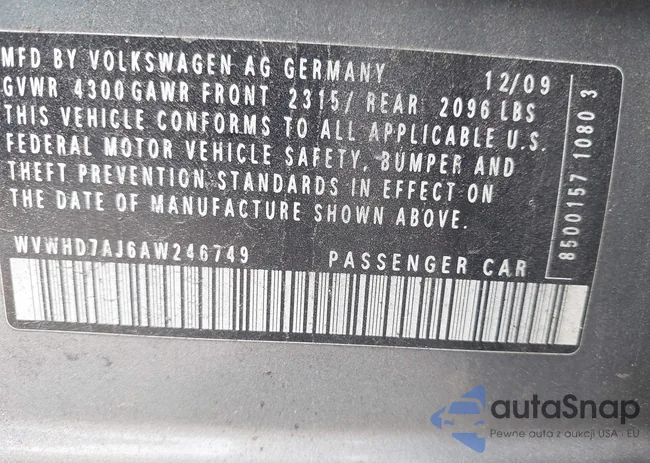 MFD BY VOLKSWAGEN AG GERMANY 12/09
GVWR 4300 GAWR FRONT 2315/ REAR 2096 LBS
THIS VEHICLE CONFORMS TO ALL APPLICABLE U.S.
FEDERAL MOTOR VEHICLE SAFETY, BUMPER AND
THEFT PREVENTION STANDARDS IN EFFECT ON
THE DATE OF MANUFACTURE SHOWN ABOVE.
WVWHD7AJ6AW246749 PASSENGER CAR
8500157 1080 3
autaSnap
Pewne auta z aukcji USA - EU